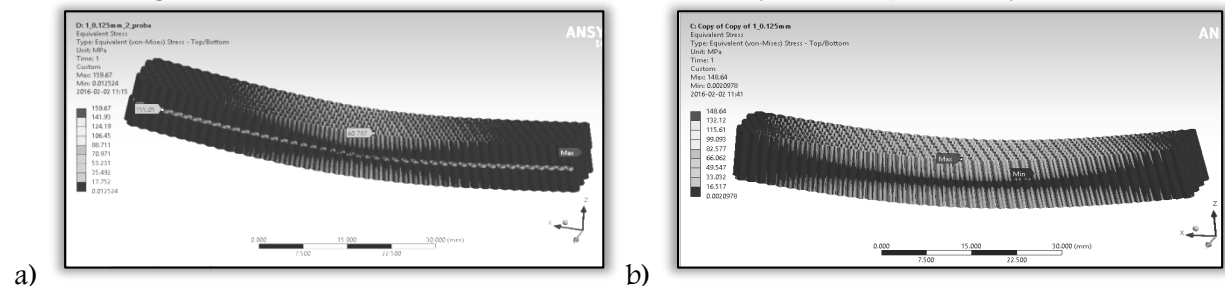 D: 1_0.125mm_2_proba
Equivalent Stress
Type: Equivalent (von-Mises) Stress - Top/Bottom
Unit: MPa
Time: 1
Custom
Max: 159.67
Min: 0.012524
2016-02-02 11:15
159.67
141.93
124.19
106.45
88.711
70.971
53.231
35.492
17.752
0.012524
155.05
60.797
Max
ANSY
X
Z
0.000
15.000
30.000 (mm)
7.500
22.500
a)
C: Copy of Copy of 1_0.125mm
Equivalent Stress
Type: Equivalent (von-Mises) Stress - Top/Bottom
Unit: MPa
Time: 1
Custom
Max: 148.64
Min: 0.0020978
2016-02-02 11:41
148.64
132.12
115.61
99.093
82.577
66.062
49.547
33.032
16.517
0.0020978
Max
Min
AN
X
Z
0.000
15.000
30.000 (mm)
7.500
22.500
b)